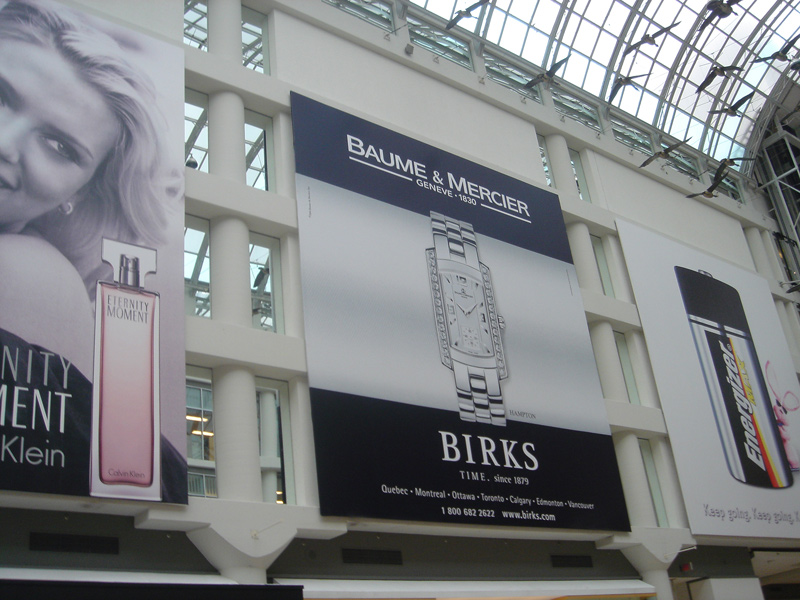 ETERNITY
MOMENT
Calvin Klein
NITY
MENT
Klein
BAUME & MERCIER
GENEVE · 1830
HAMPTON
BIRKS
TIME. since 1879
Quebec · Montreal · Ottawa · Toronto · Calgary · Edmonton · Vancouver
1 800 682 2622 www.birks.com
Energizer
Keep going. Keep going.